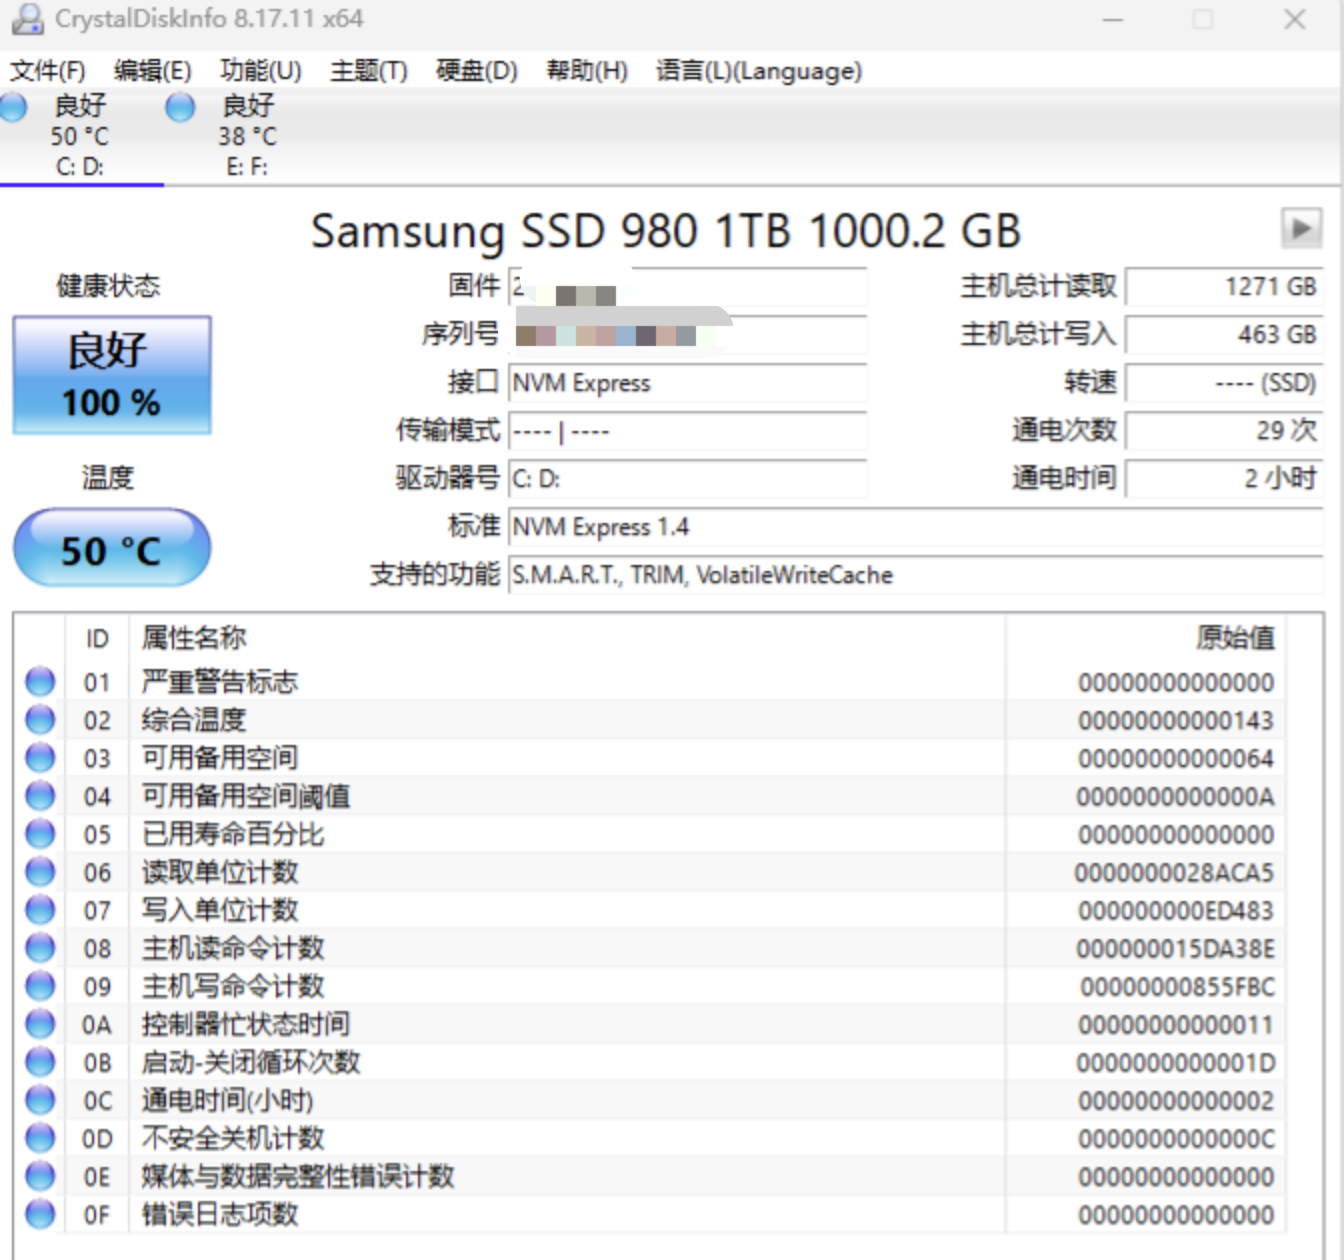 CrystalDiskInfo 8.17.11 x64
文件(F) 编辑(E) 功能(U) 主题(T) 硬盘(D) 帮助(H) 语言(L)(Language)
良好 良好
50 °C 38 °C
C: D: E: F:
Samsung SSD 980 1TB 1000.2 GB
健康状态
良好
100 %
温度
50 °C
固件 2
序列号
接口 NVM Express
传输模式 ---- | ----
驱动器号 C: D:
标准 NVM Express 1.4
支持的功能 S.M.A.R.T., TRIM, VolatileWriteCache
主机总计读取 1271 GB
主机总计写入 463 GB
转速 ---- (SSD)
通电次数 29 次
通电时间 2 小时
ID 属性名称 原始值
01 严重警告标志 00000000000000
02 综合温度 00000000000143
03 可用备用空间 00000000000064
04 可用备用空间阈值 0000000000000A
05 已用寿命百分比 00000000000000
06 读取单位计数 0000000028ACA5
07 写入单位计数 000000000ED483
08 主机读命令计数 000000015DA38E
09 主机写命令计数 00000000855FBC
0A 控制器忙状态时间 00000000000011
0B 启动-关闭循环次数 0000000000001D
0C 通电时间(小时) 00000000000002
0D 不安全关机计数 0000000000000C
0E 媒体与数据完整性错误计数 00000000000000
0F 错误日志项数 00000000000000